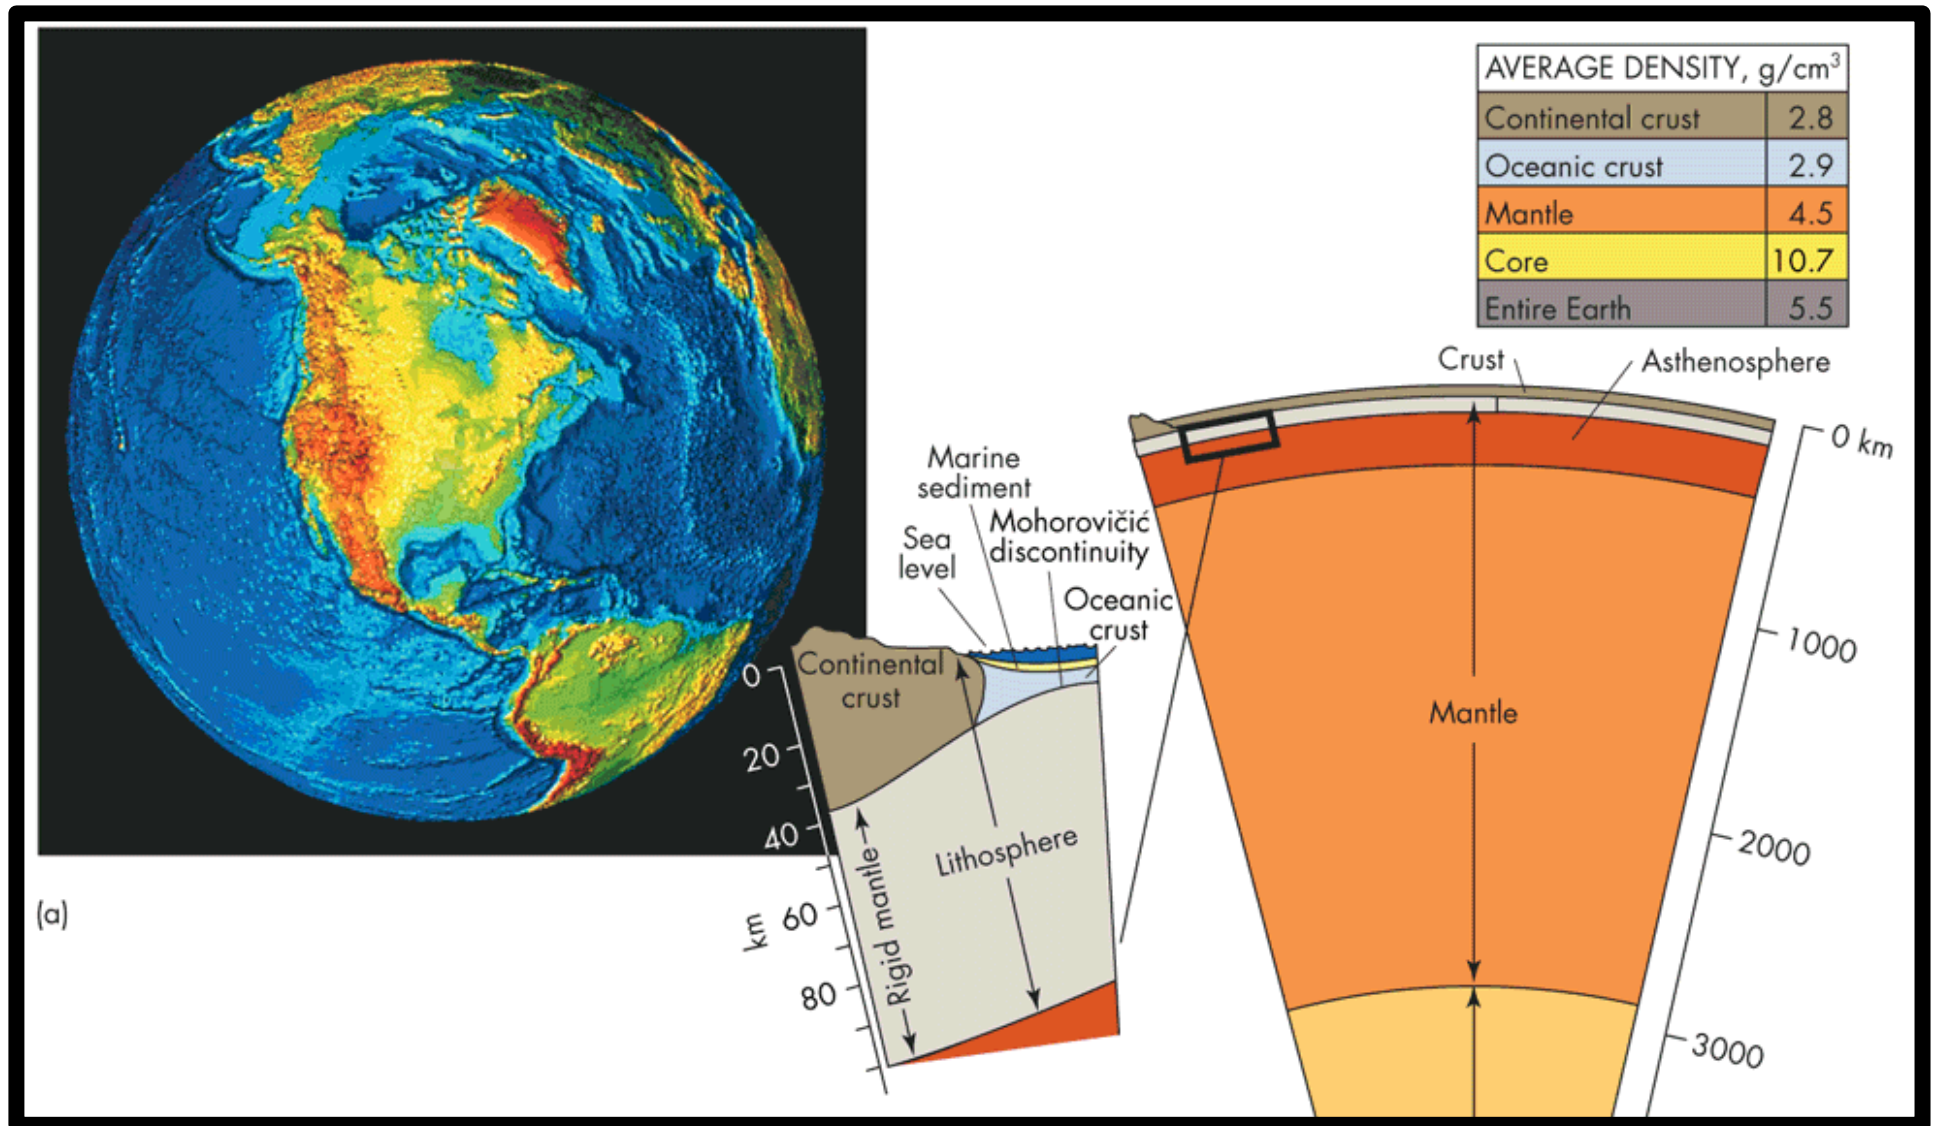 AVERAGE DENSITY, g/cm³
Continental crust 2.8
Oceanic crust 2.9
Mantle 4.5
Core 10.7
Entire Earth 5.5
Crust
Asthenosphere
0 km
1000
2000
3000
Mantle
Marine
sediment
Mohorovičić
discontinuity
Sea
level
Oceanic
crust
Continental
crust
0
20
40
60
80
km
Lithosphere
Rigid mantle
(a)